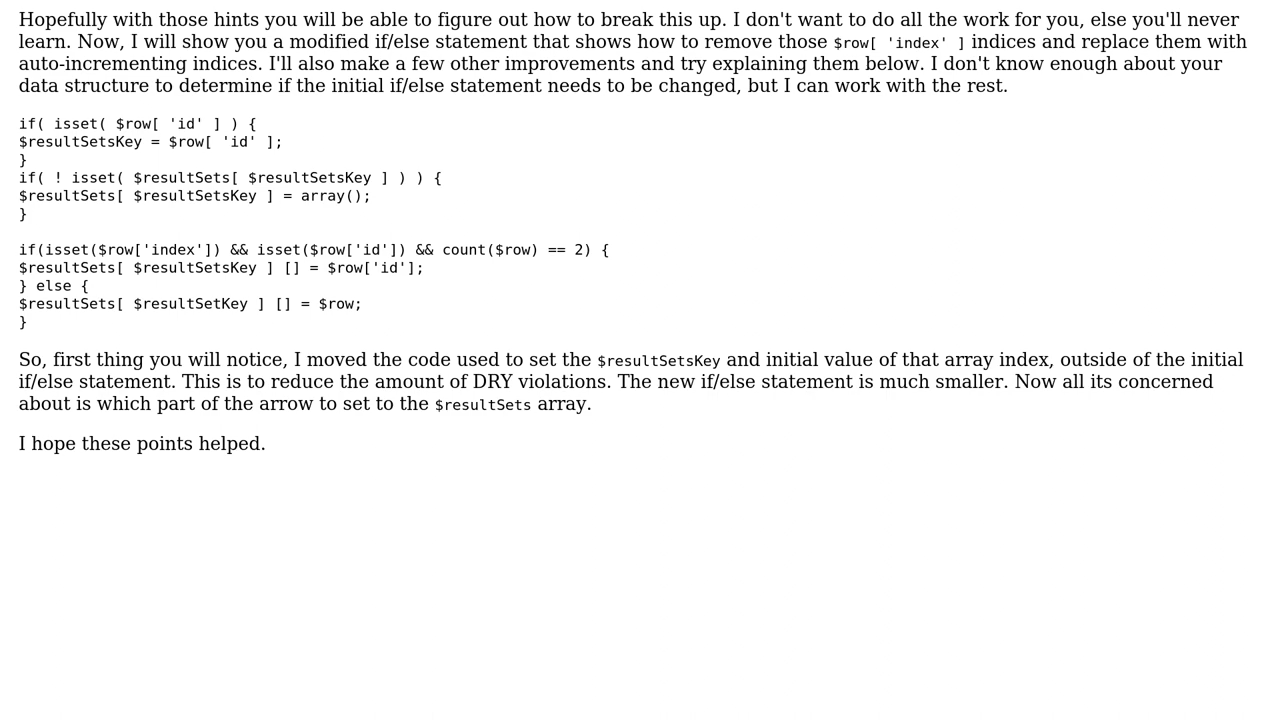 Hopefully with those hints you will be able to figure out how to break this up. I don't want to do all the work for you, else you'll never
learn. Now, I will show you a modified if/else statement that shows how to remove those $row[ 'index' ] indices and replace them with
auto-incrementing indices. I'll also make a few other improvements and try explaining them below. I don't know enough about your
data structure to determine if the initial if/else statement needs to be changed, but I can work with the rest.
if( isset( $row[ 'id' ] ) {
$resultSetsKey = $row[ 'id' ];
}
if( ! isset( $resultSets[ $resultSetsKey ] ) ) {
$resultSets[ $resultSetsKey ] = array();
}
if(isset($row['index']) && isset($row['id']) && count($row) == 2) {
$resultSets[ $resultSetsKey ] [] = $row['id'];
} else {
$resultSets[ $resultSetKey ] [] = $row;
}
So, first thing you will notice, I moved the code used to set the $resultSetsKey and initial value of that array index, outside of the initial
if/else statement. This is to reduce the amount of DRY violations. The new if/else statement is much smaller. Now all its concerned
about is which part of the arrow to set to the $resultSets array.
I hope these points helped.